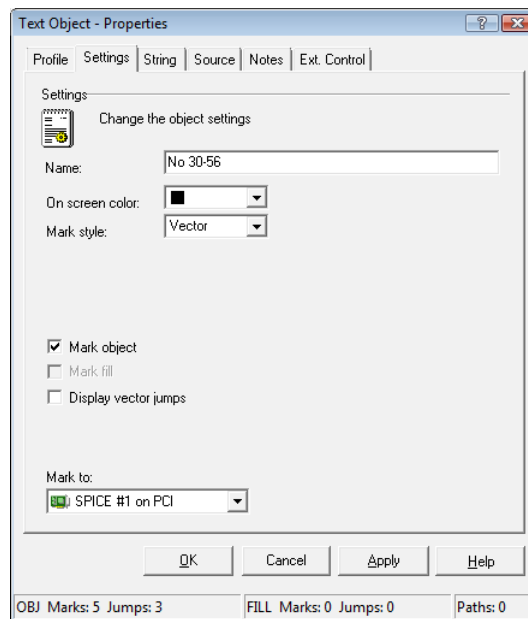 Text Object - Properties
Profile Settings String Source Notes Ext. Control
Settings
Change the object settings
Name: No 30-56
On screen color:
Mark style: Vector
Mark object
Mark fill
Display vector jumps
Mark to:
SPICE #1 on PCI
OK Cancel Apply Help
OBJ Marks: 5 Jumps: 3 FILL Marks: 0 Jumps: 0 Paths: 0